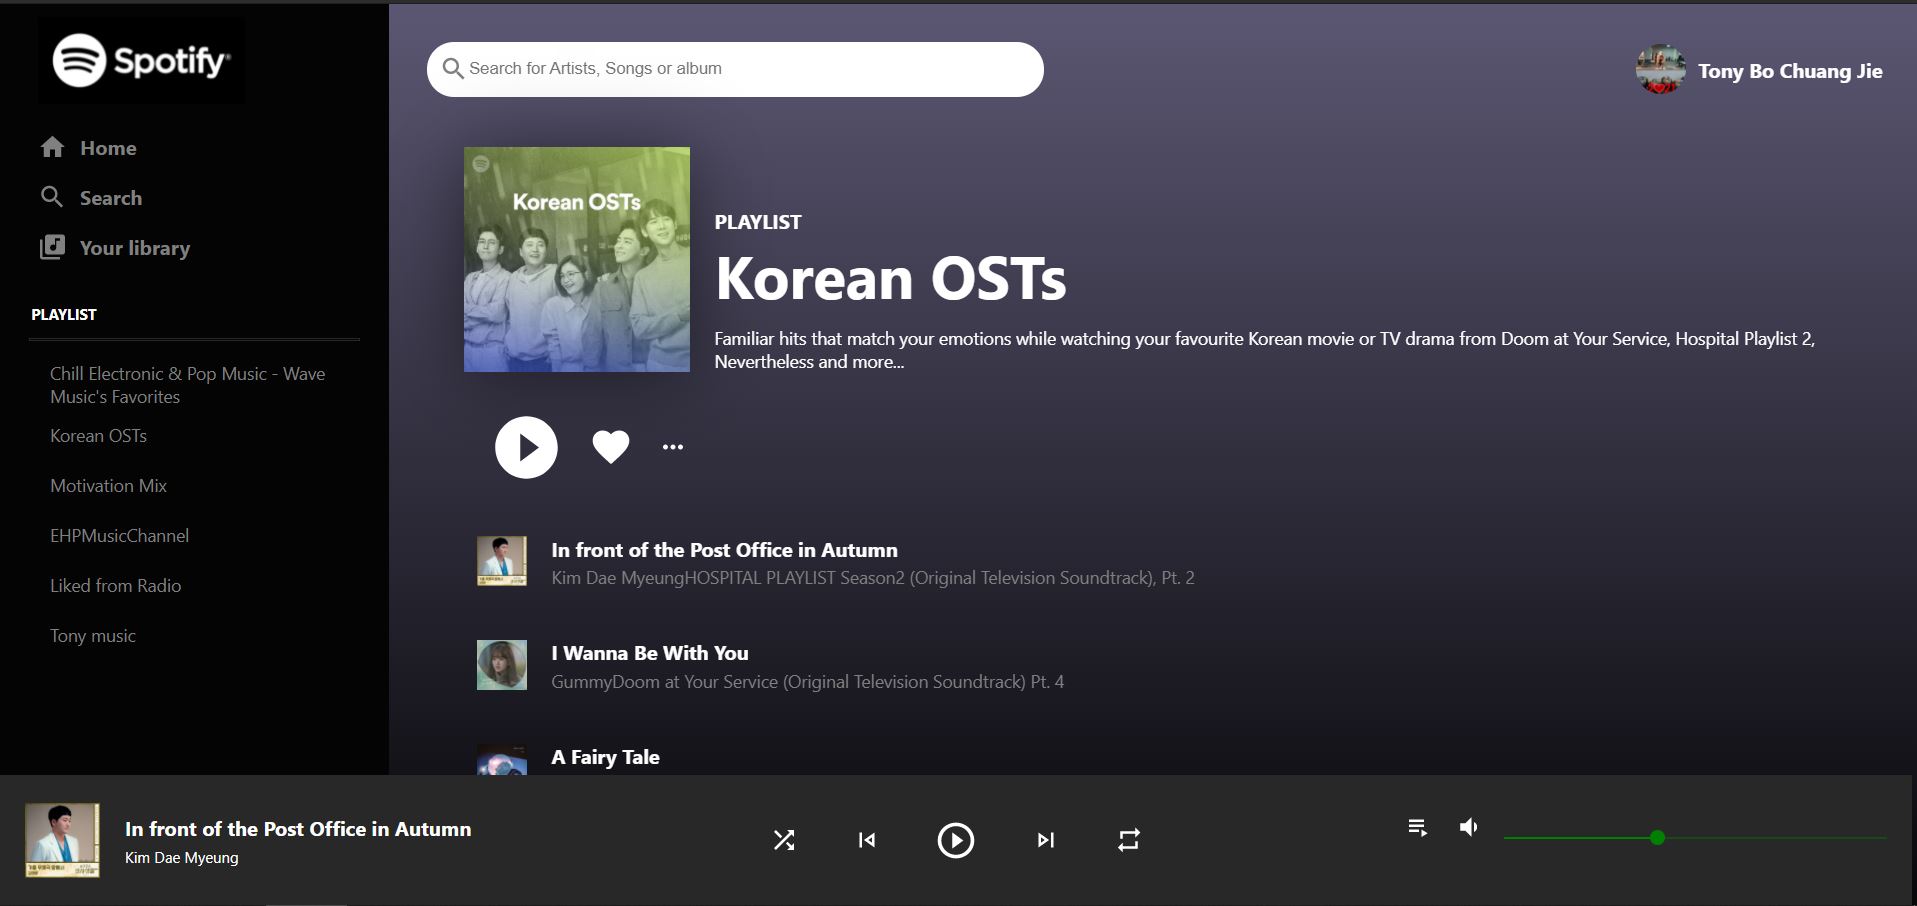 Spotify®
Search for Artists, Songs or album
Tony Bo Chuang Jie
Home
Search
Your library
PLAYLIST
Chill Electronic & Pop Music - Wave
Music's Favorites
Korean OSTs
Motivation Mix
EHPMusicChannel
Liked from Radio
Tony music
Korean OSTs
PLAYLIST
Korean OSTs
Familiar hits that match your emotions while watching your favourite Korean movie or TV drama from Doom at Your Service, Hospital Playlist 2,
Nevertheless and more...
In front of the Post Office in Autumn
Kim Dae MyeungHOSPITAL PLAYLIST Season2 (Original Television Soundtrack), Pt. 2
I Wanna Be With You
GummyDoom at Your Service (Original Television Soundtrack) Pt. 4
A Fairy Tale
In front of the Post Office in Autumn
Kim Dae Myeung